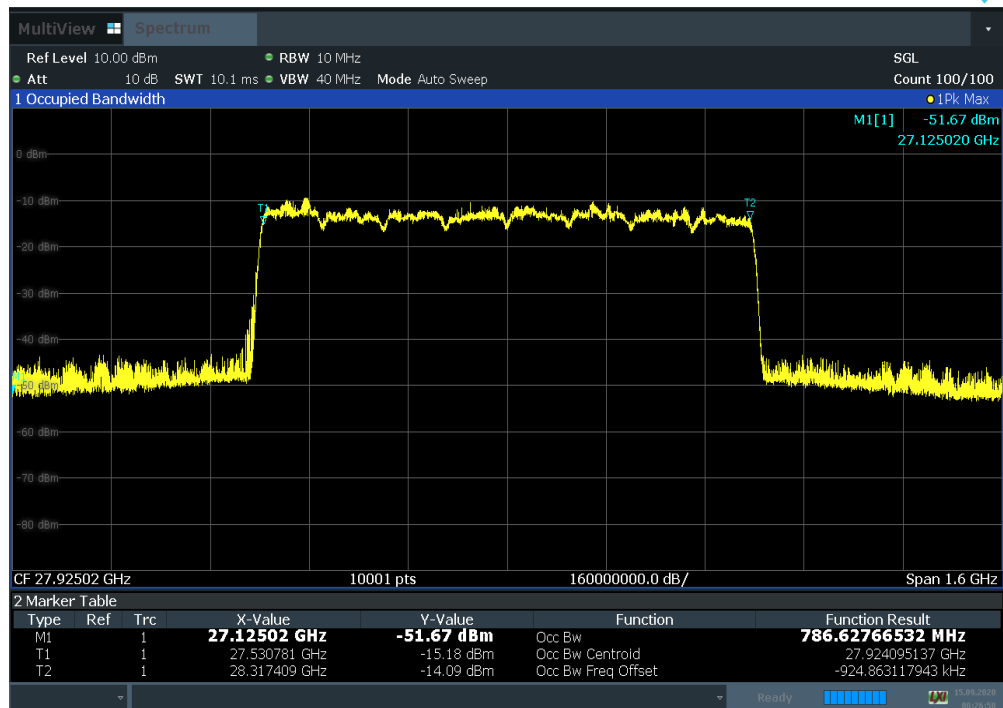 MultiView Spectrum
Ref Level 10.00 dBm RBW 10 MHz SGL
Att 10 dB SWT 10.1 ms VBW 40 MHz Mode Auto Sweep Count 100/100
1 Occupied Bandwidth 1Pk Max
M1[1] -51.67 dBm
27.125020 GHz
0 dBm
-10 dBm
T1 T2
-20 dBm
-30 dBm
-40 dBm
-50 dBm
-60 dBm
-70 dBm
-80 dBm
CF 27.92502 GHz 10001 pts 160000000.0 dB/ Span 1.6 GHz
2 Marker Table
Type Ref Trc X-Value Y-Value Function Function Result
M1 1 27.12502 GHz -51.67 dBm Occ Bw 786.62766532 MHz
T1 1 27.530781 GHz -15.18 dBm Occ Bw Centroid 27.924095137 GHz
T2 1 28.317409 GHz -14.09 dBm Occ Bw Freq Offset -924.863117943 kHz
Ready 15.09.2020